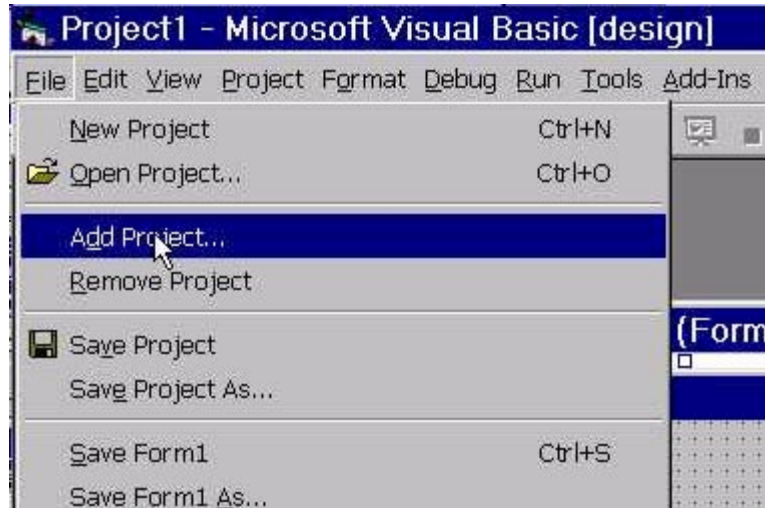 Project1 - Microsoft Visual Basic [design]
File Edit View Project Format Debug Run Tools Add-Ins
New Project Ctrl+N
Open Project... Ctrl+O
Add Project...
Remove Project
(Form
Save Project
Save Project As...
Save Form1 Ctrl+S
Save Form1 As...